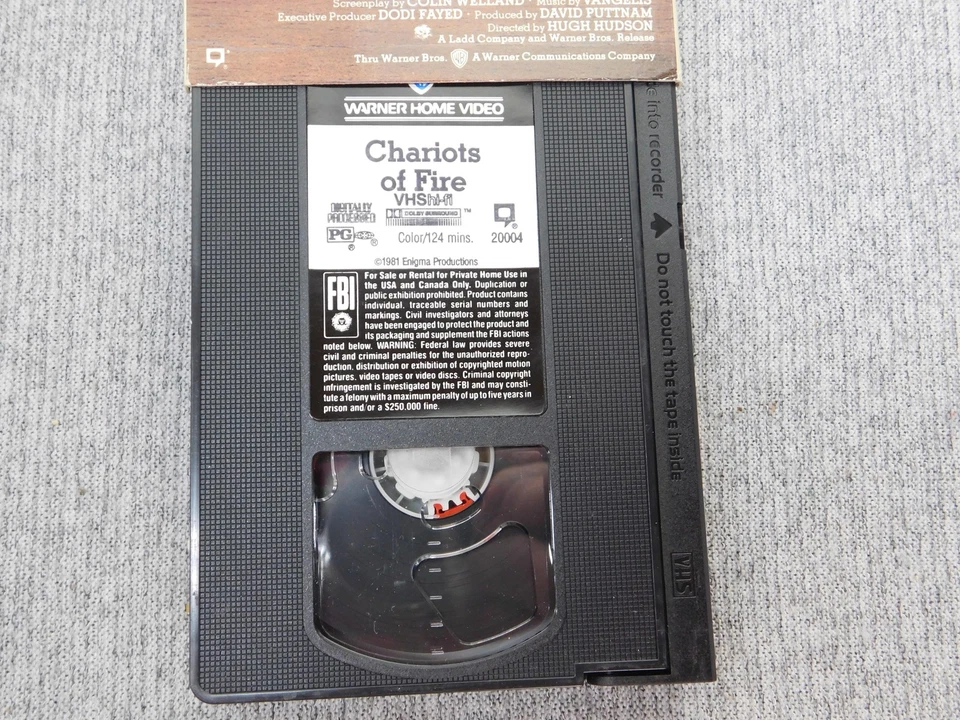 Screenplay by COLIN WELLAND · Music by VANGELIS
Executive Producer DODI FAYED · Produced by DAVID PUTTNAM
Directed by HUGH HUDSON
A Ladd Company and Warner Bros. Release
Thru Warner Bros. A Warner Communications Company
WARNER HOME VIDEO
Chariots
of Fire
VHS hi-fi
DIGITALLY
PROCESSED
DOLBY SURROUND ™
PG ®
Color/124 mins.
20004
©1981 Enigma Productions
FBI
For Sale or Rental for Private Home Use in
the USA and Canada Only. Duplication or
public exhibition prohibited. Product contains
individual, traceable serial numbers and
markings. Civil investigators and attorneys
have been engaged to protect the product and
its packaging and supplement the FBI actions
noted below. WARNING: Federal law provides severe
civil and criminal penalties for the unauthorized repro-
duction, distribution or exhibition of copyrighted motion
pictures, video tapes or video discs. Criminal copyright
infringement is investigated by the FBI and may consti-
tute a felony with a maximum penalty of up to five years in
prison and/or a $250,000 fine.
into recorder
Do not touch the tape inside
VHS